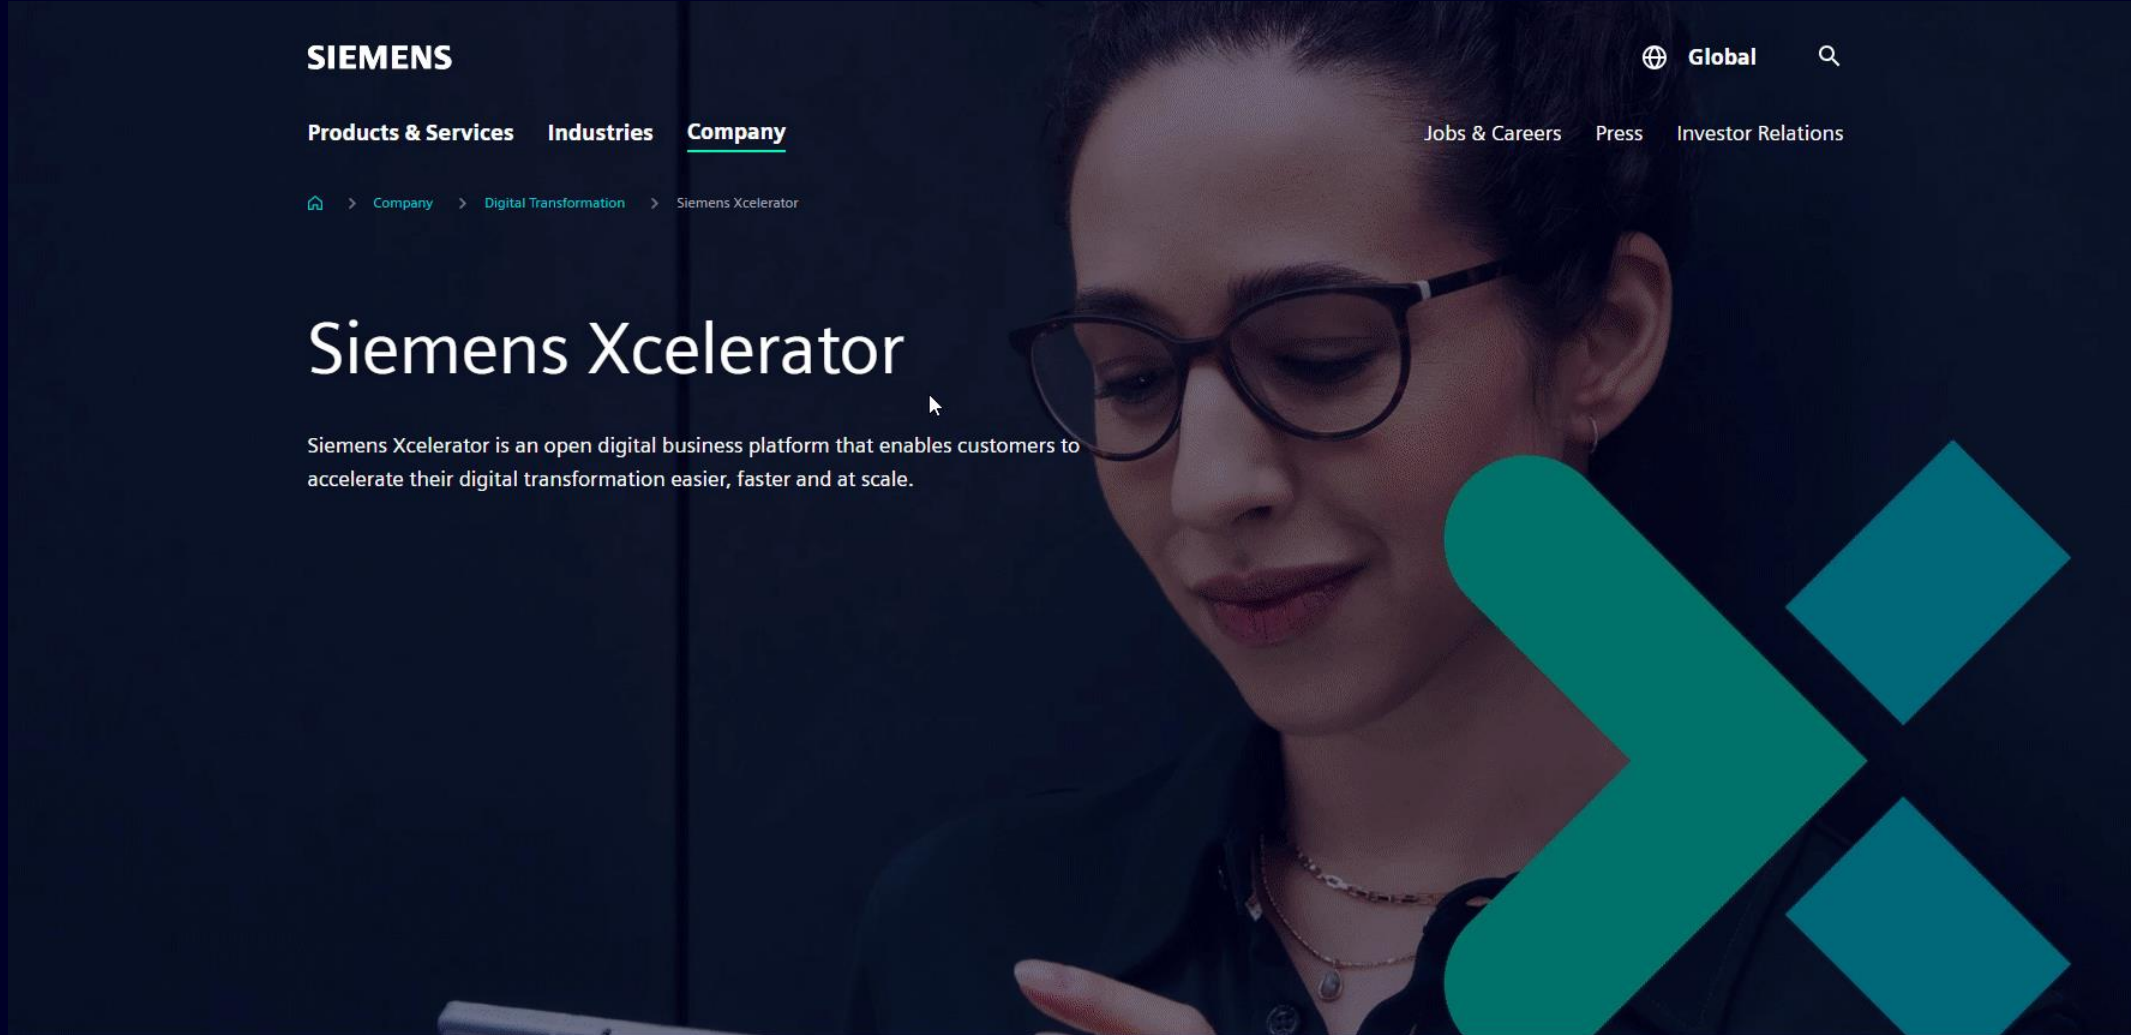 SIEMENS
Global
Products & Services Industries Company
Jobs & Careers Press Investor Relations
Company Digital Transformation Siemens Xcelerator
Siemens Xcelerator
Siemens Xcelerator is an open digital business platform that enables customers to
accelerate their digital transformation easier, faster and at scale.